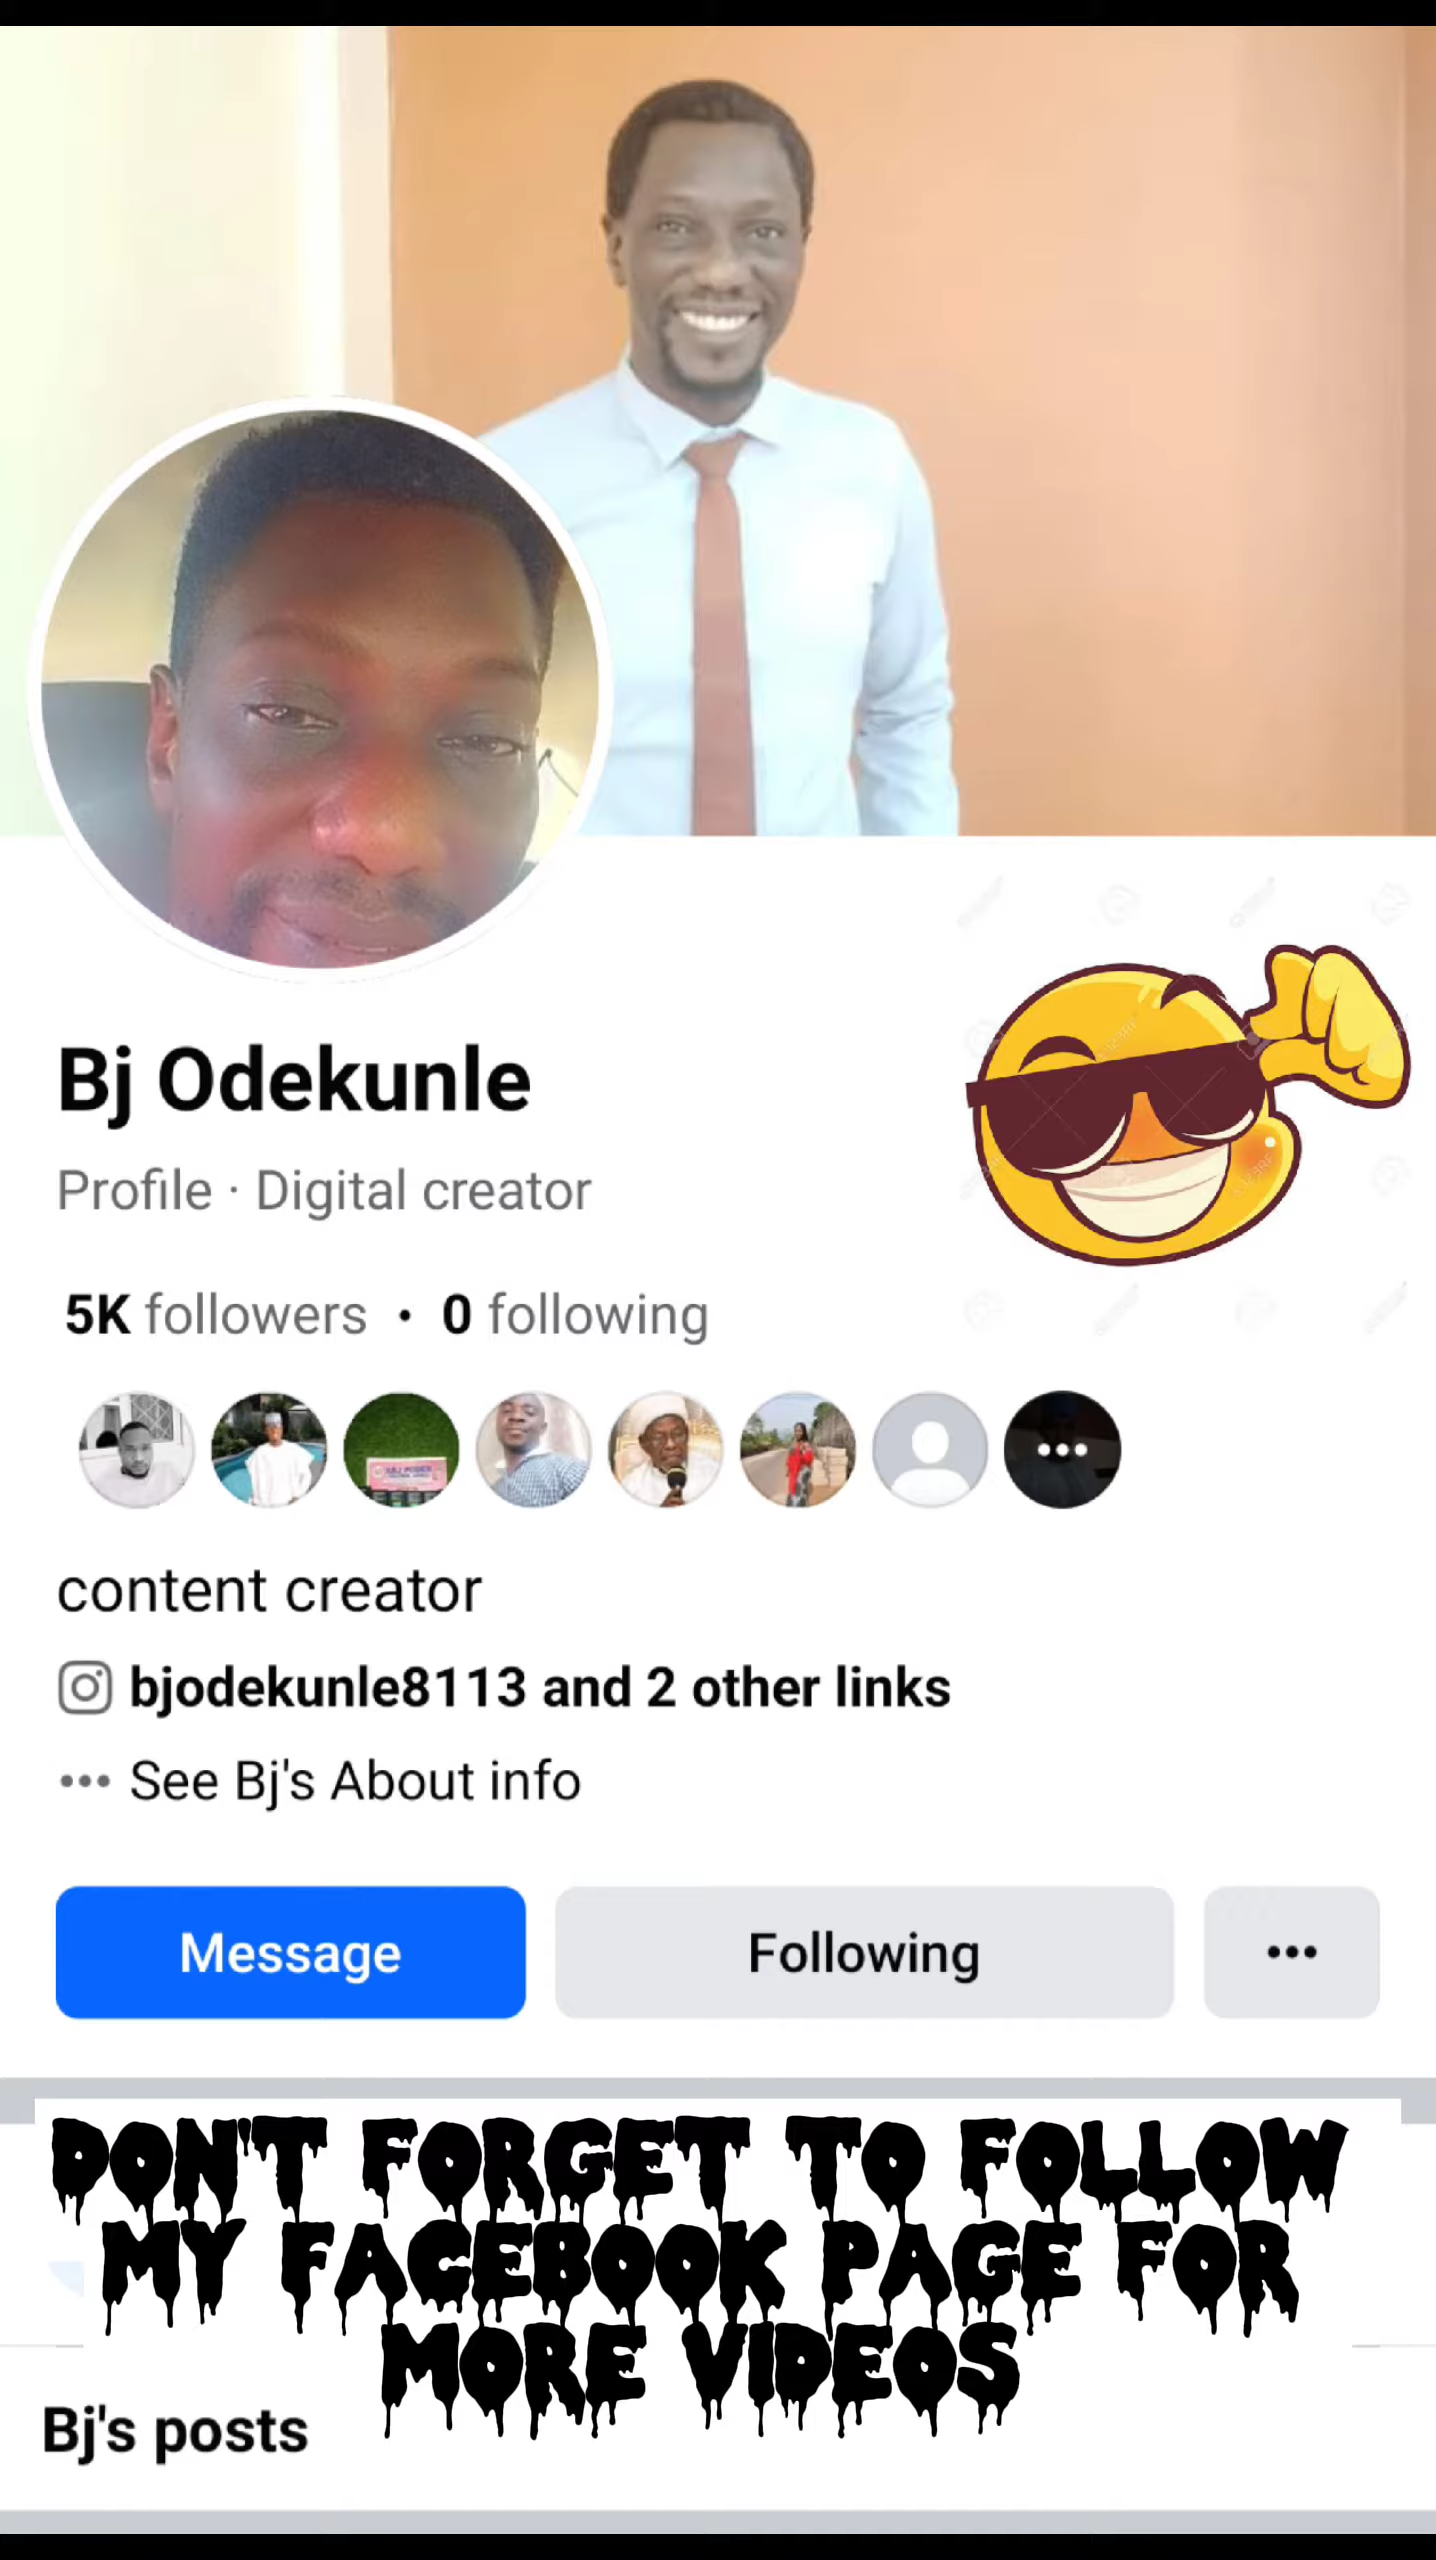 Bj Odekunle
Profile · Digital creator
5K followers • 0 following
content creator
bjodekunle8113 and 2 other links
See Bj's About info
Message
Following
DON'T FORGET TO FOLLOW
MY FACEBOOK PAGE FOR
MORE VIDEOS
Bj's posts